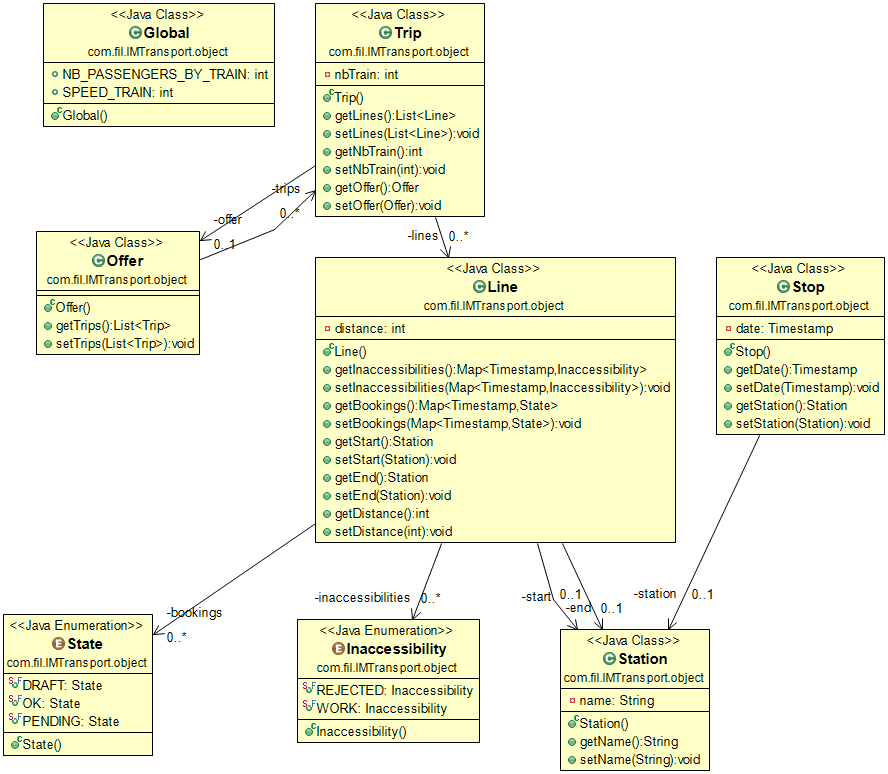 <<Java Class>>
Global
com.fil.IMTransport.object
NB_PASSENGERS_BY_TRAIN: int
SPEED_TRAIN: int
Global()
<<Java Class>>
Trip
com.fil.IMTransport.object
nbTrain: int
Trip()
getLines():List<Line>
setLines(List<Line>):void
getNbTrain():int
setNbTrain(int):void
getOffer():Offer
setOffer(Offer):void
-trips
0..*
-offer
0..1
-lines
0..*
<<Java Class>>
Offer
com.fil.IMTransport.object
Offer()
getTrips():List<Trip>
setTrips(List<Trip>):void
<<Java Class>>
Line
com.fil.IMTransport.object
distance: int
Line()
getInaccessibilities():Map<Timestamp,Inaccessibility>
setInaccessibilities(Map<Timestamp,Inaccessibility>):void
getBookings():Map<Timestamp,State>
setBookings(Map<Timestamp,State>):void
getStart():Station
setStart(Station):void
getEnd():Station
setEnd(Station):void
getDistance():int
setDistance(int):void
<<Java Class>>
Stop
com.fil.IMTransport.object
date: Timestamp
Stop()
getDate():Timestamp
setDate(Timestamp):void
getStation():Station
setStation(Station):void
-bookings
0..*
-inaccessibilities
0..*
-start
0..1
-end
0..1
-station
0..1
<<Java Enumeration>>
State
com.fil.IMTransport.object
DRAFT: State
OK: State
PENDING: State
State()
<<Java Enumeration>>
Inaccessibility
com.fil.IMTransport.object
REJECTED: Inaccessibility
WORK: Inaccessibility
Inaccessibility()
<<Java Class>>
Station
com.fil.IMTransport.object
name: String
Station()
getName():String
setName(String):void